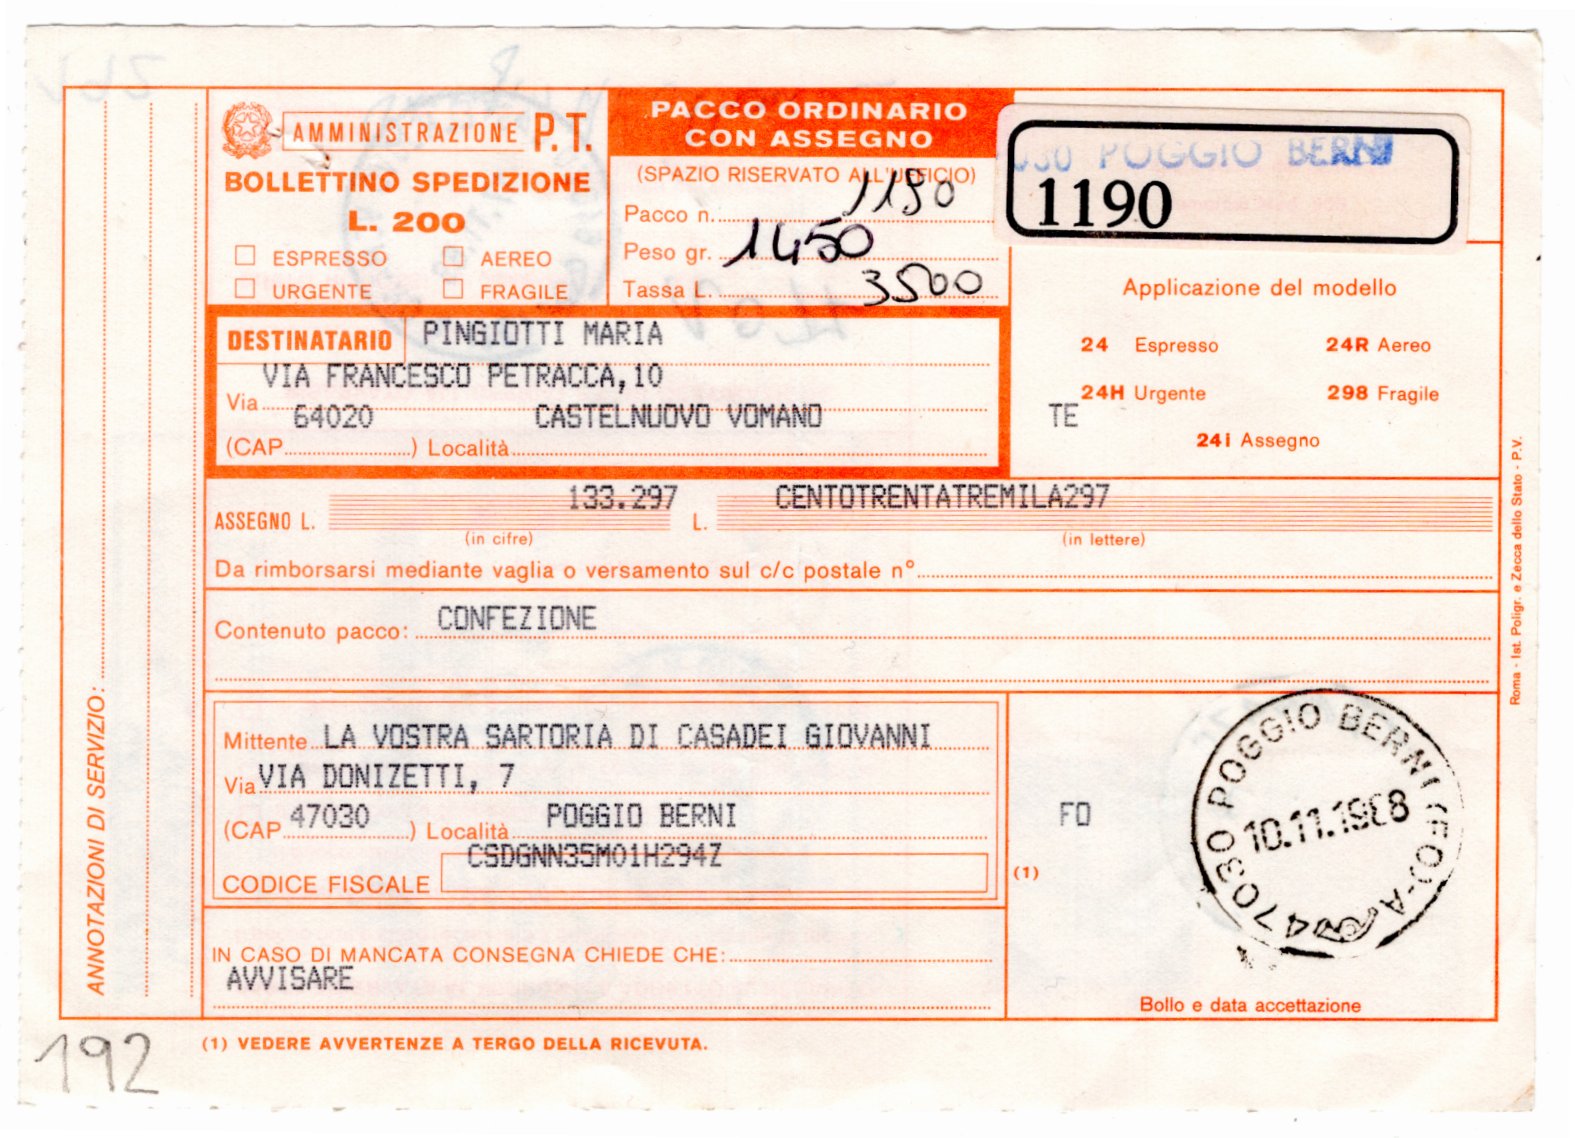 AMMINISTRAZIONE P.T.
BOLLETTINO SPEDIZIONE
L. 200
ESPRESSO
AEREO
URGENTE
FRAGILE
PACCO ORDINARIO
CON ASSEGNO
(SPAZIO RISERVATO ALL'UFFICIO)
Pacco n. 1190
Peso gr. 1450
Tassa L. 3500
030 POGGIO BERNI
1190
Applicazione del modello
24 Espresso
24R Aereo
24H Urgente
298 Fragile
24i Assegno
DESTINATARIO PINGIOTTI MARIA
VIA FRANCESCO PETRACCA,10
Via
64020 CASTELNUOVO VOMANO TE
(CAP ) Località
133.297 CENTOTRENTATREMILA297
ASSEGNO L. L.
(in cifre) (in lettere)
Da rimborsarsi mediante vaglia o versamento sul c/c postale n°
Contenuto pacco: CONFEZIONE
Mittente LA VOSTRA SARTORIA DI CASADEI GIOVANNI
Via VIA DONIZETTI, 7
(CAP 47030 ) Località POGGIO BERNI FO
CSDGNN35M01H294Z
CODICE FISCALE
(1)
IN CASO DI MANCATA CONSEGNA CHIEDE CHE:
AVVISARE
47030 POGGIO BERNI (FO)-A
10.11.1988
Bollo e data accettazione
ANNOTAZIONI DI SERVIZIO:
Roma - Ist. Poligr. e Zecca dello Stato - P.V.
(1) VEDERE AVVERTENZE A TERGO DELLA RICEVUTA.
192